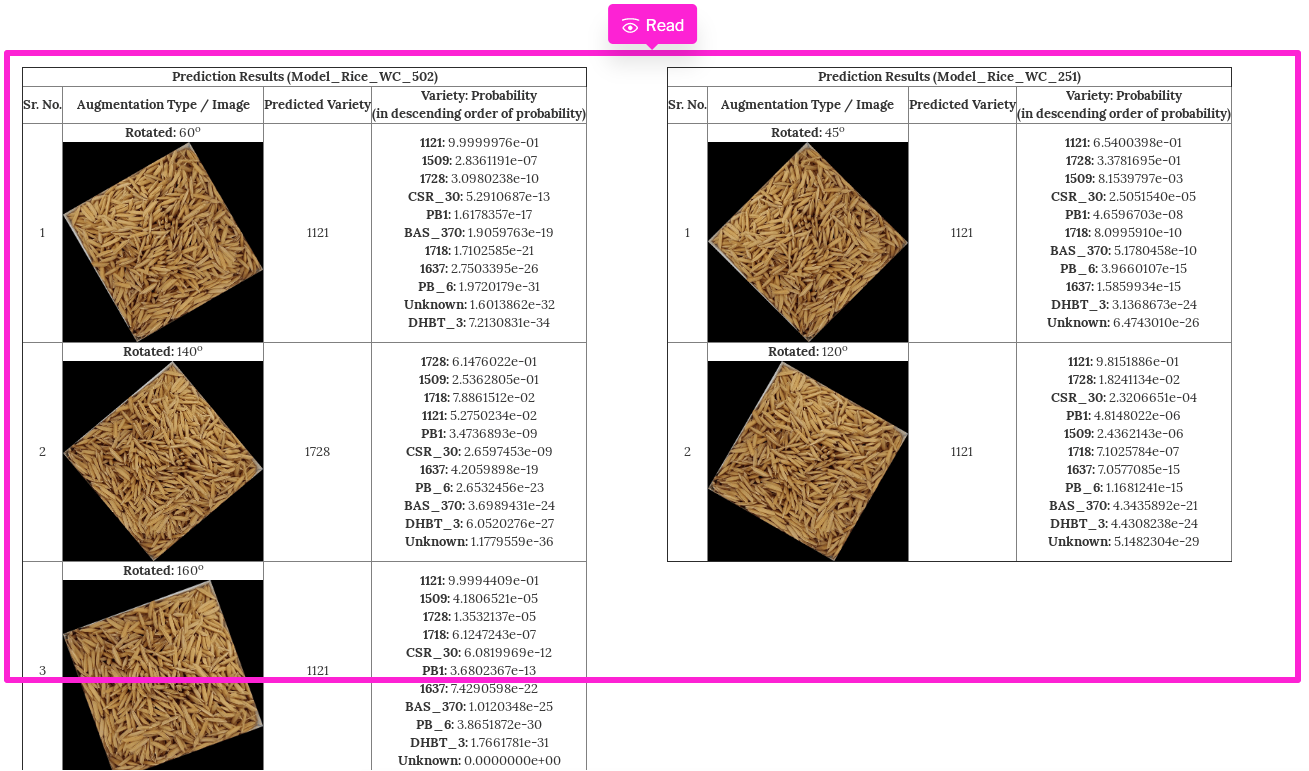 Read
Prediction Results (Model_Rice_WC_502)
Sr. No.
Augmentation Type / Image
Predicted Variety
Variety: Probability
(in descending order of probability)
1
Rotated: 60°
1121
1121: 9.9999976e-01
1509: 2.8361191e-07
1728: 3.0980238e-10
CSR_30: 5.2910687e-13
PB1: 1.6178357e-17
BAS_370: 1.9059763e-19
1718: 1.7102585e-21
1637: 2.7503395e-26
PB_6: 1.9720179e-31
Unknown: 1.6013862e-32
DHBT_3: 7.2130831e-34
2
Rotated: 140°
1728
1728: 6.1476022e-01
1509: 2.5362805e-01
1718: 7.8861512e-02
1121: 5.2750234e-02
PB1: 3.4736893e-09
CSR_30: 2.6597453e-09
1637: 4.2059898e-19
PB_6: 2.6532456e-23
BAS_370: 3.6989431e-24
DHBT_3: 6.0520276e-27
Unknown: 1.1779559e-36
3
Rotated: 160°
1121
1121: 9.9994409e-01
1509: 4.1806521e-05
1728: 1.3532137e-05
1718: 6.1247243e-07
CSR_30: 6.0819969e-12
PB1: 3.6802367e-13
1637: 7.4290598e-22
BAS_370: 1.0120348e-25
PB_6: 3.8651872e-30
DHBT_3: 1.7661781e-31
Unknown: 0.0000000e+00
Prediction Results (Model_Rice_WC_251)
Sr. No.
Augmentation Type / Image
Predicted Variety
Variety: Probability
(in descending order of probability)
1
Rotated: 45°
1121
1121: 6.5400398e-01
1728: 3.3781695e-01
1509: 8.1539797e-03
CSR_30: 2.5051540e-05
PB1: 4.6596703e-08
1718: 8.0995910e-10
BAS_370: 5.1780458e-10
PB_6: 3.9660107e-15
1637: 1.5859934e-15
DHBT_3: 3.1368673e-24
Unknown: 6.4743010e-26
2
Rotated: 120°
1121
1121: 9.8151886e-01
1728: 1.8241134e-02
CSR_30: 2.3206651e-04
PB1: 4.8148022e-06
1509: 2.4362143e-06
1718: 7.1025784e-07
1637: 7.0577085e-15
PB_6: 1.1681241e-15
BAS_370: 4.3435892e-21
DHBT_3: 4.4308238e-24
Unknown: 5.1482304e-29